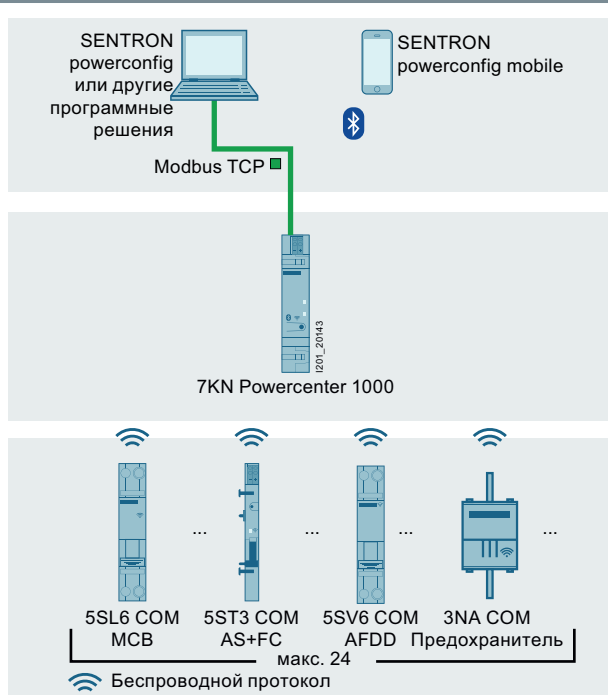 SENTRON
powerconfig
или другие
программные
решения
SENTRON
powerconfig mobile
Modbus TCP
I201_20143
7KN Powercenter 1000
...
...
...
...
5SL6 COM
MCB
5ST3 COM
AS+FC
5SV6 COM
AFDD
3NA COM
Предохранитель
макс. 24
Беспроводной протокол